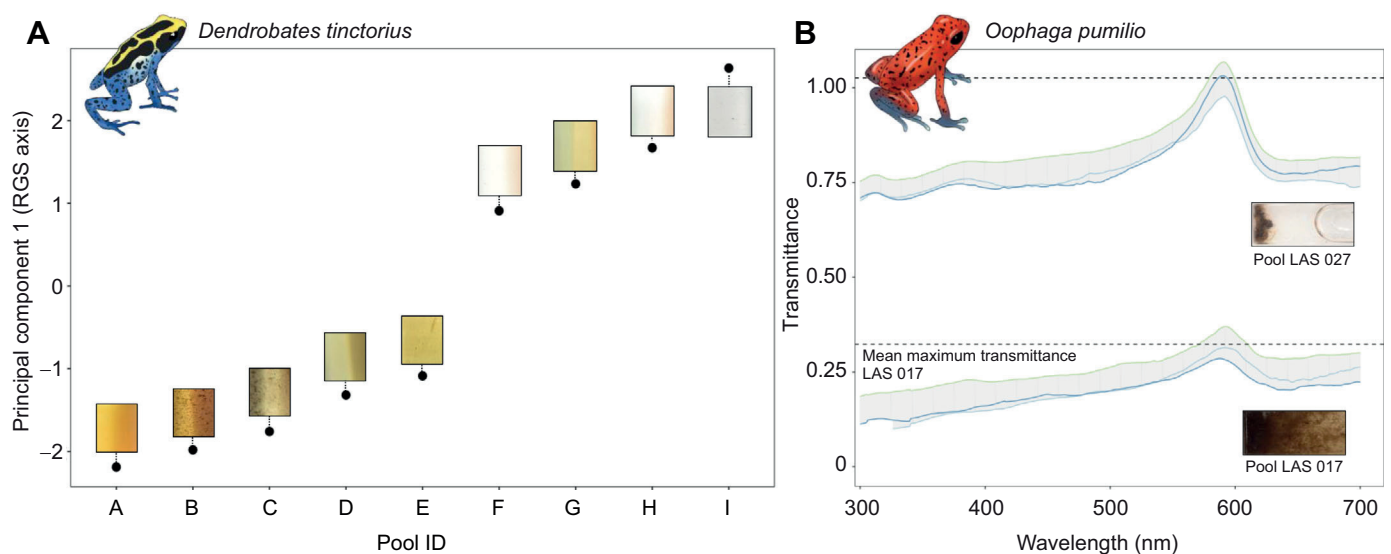 A
Dendrobates tinctorius
Principal component 1 (RGS axis)
2
1
0
–1
–2
A B C D E F G H I
Pool ID
B
Oophaga pumilio
Transmittance
1.00
0.75
0.50
0.25
0
Pool LAS 027
Mean maximum transmittance
LAS 017
Pool LAS 017
300 400 500 600 700
Wavelength (nm)